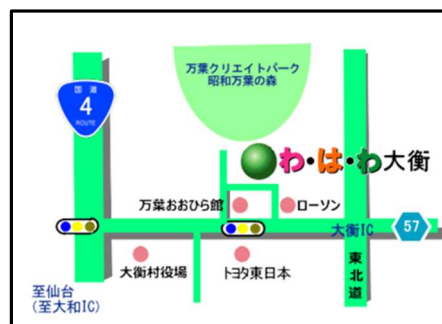 万葉クリエイトパーク
昭和万葉の森
国道
4
ROUTE
わ・は・わ大衡
万葉おおひら館
ローソン
大衡IC
57
大衡村役場
トヨタ東日本
東北道
至仙台
(至大和IC)